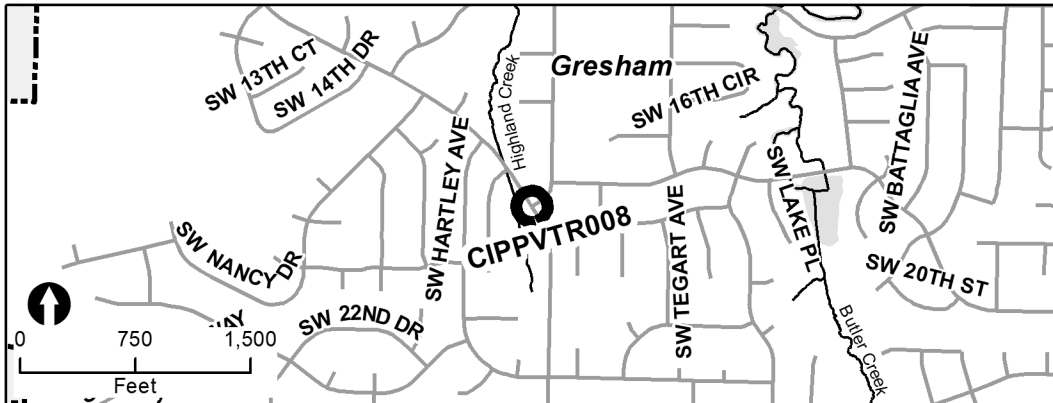 SW 13TH CT
SW 14TH DR
Highland Creek
Gresham
SW 16TH CIR
SW BATTAGLIA AVE
SW HARTLEY AVE
SW LAKE PL
CIPPVTR008
SW TEGART AVE
SW NANCY DR
SW 20TH ST
SW 22ND DR
Butler Creek
0 750 1,500
Feet